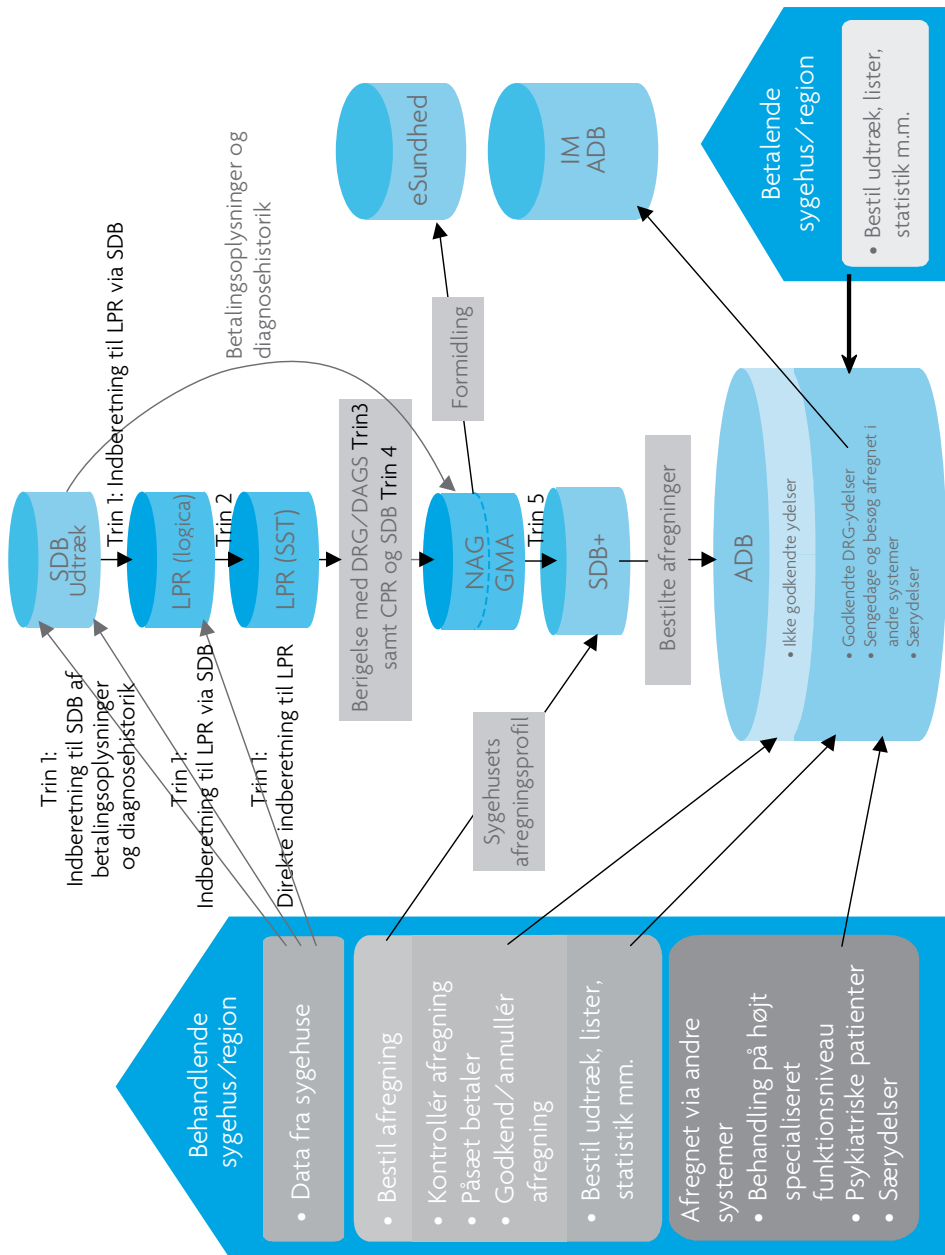 Behandlende
sygehus/region
• Data fra sygehuse
• Bestil afregning
• Kontrollér afregning
• Påsæt betaler
• Godkend/annullér
afregning
• Bestil udtræk, lister,
statistik mm.
Afregnet via andre
systemer
• Behandling på højt
specialiseret
funktionsniveau
• Psykiatriske patienter
• Særydelser
Trin 1:
Indberetning til SDB af
betalingsoplysninger
og diagnosehistorik
Trin 1:
Indberetning til LPR via SDB
Trin 1:
Direkte indberetning til LPR
Sygehusets
afregningsprofil
SDB
Udtræk
Trin 1: Indberetning til LPR via SDB
LPR (logica)
Trin 2
LPR (SST)
Berigelse med DRG/DAGS Trin3
samt CPR og SDB Trin 4
NAG
GMA
Trin 5
SDB+
Bestilte afregninger
ADB
• Ikke godkendte ydelser
• Godkendte DRG-ydelser
• Sengedage og besøg afregnet i
andre systemer
• Særydelser
Betalingsoplysninger og
diagnosehistorik
Formidling
eSundhed
IM
ADB
Betalende
sygehus/region
• Bestil udtræk, lister,
statistik m.m.